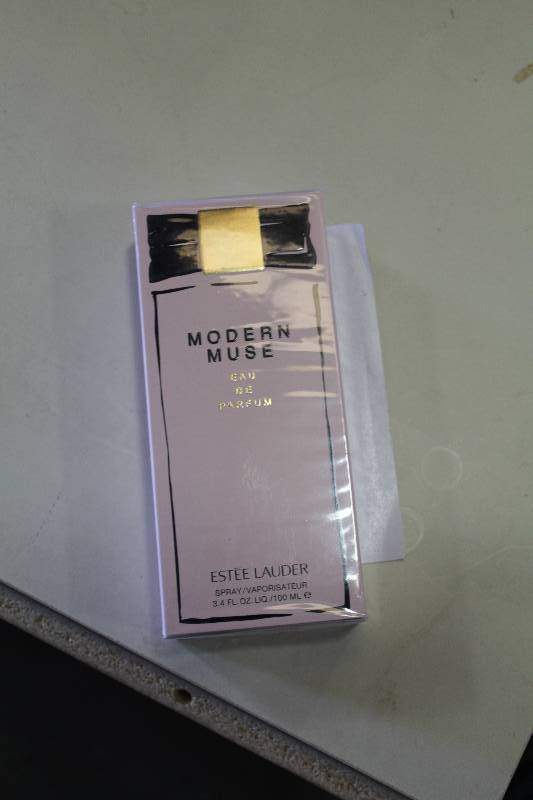 MODERN
MUSE
EAU
DE
PARFUM
ESTĒE LAUDER
SPRAY/VAPORISATEUR
3.4 FL.OZ.LIQ./100 ML ℮